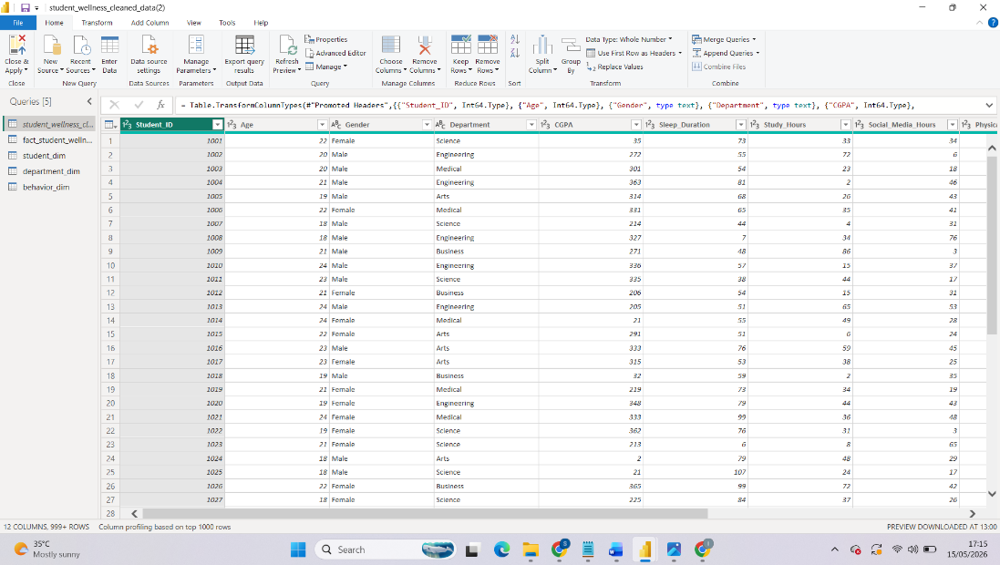 student_wellness_cleaned_data(2)
File Home Transform Add Column View Tools Help
Close & Apply
New Source
Recent Sources
Enter Data
Data source settings
Manage Parameters
Export query results
Refresh Preview
Properties
Advanced Editor
Manage
Choose Columns
Remove Columns
Keep Rows
Remove Rows
Split Column
Group By
Data Type: Whole Number
Use First Row as Headers
Replace Values
Merge Queries
Append Queries
Combine Files
Close New Query Data Sources Parameters Output Data Query Manage Columns Reduce Rows Sort Transform Combine
Queries [5]
= Table.TransformColumnTypes(#"Promoted Headers",{{"Student_ID", Int64.Type}, {"Age", Int64.Type}, {"Gender", type text}, {"Department", type text}, {"CGPA", Int64.Type},
student_wellness_cl...
fact_student_welln...
student_dim
department_dim
behavior_dim
Student_ID Age Gender Department CGPA Sleep_Duration Study_Hours Social_Media_Hours Physica
1 1001 22 Female Science 35 73 33 34
2 1002 20 Male Engineering 272 55 72 6
3 1003 20 Male Medical 301 54 23 18
4 1004 21 Male Engineering 363 81 2 46
5 1005 19 Male Arts 314 68 26 43
6 1006 22 Female Medical 331 65 35 41
7 1007 18 Male Science 214 44 4 31
8 1008 18 Male Engineering 327 7 34 76
9 1009 21 Male Business 271 48 86 3
10 1010 24 Male Engineering 336 57 15 37
11 1011 23 Male Science 335 38 44 17
12 1012 21 Female Business 206 54 15 31
13 1013 24 Male Engineering 205 51 65 53
14 1014 24 Female Medical 21 55 49 28
15 1015 22 Female Arts 291 51 6 24
16 1016 23 Male Arts 333 76 59 45
17 1017 23 Female Arts 315 53 38 25
18 1018 19 Male Business 32 59 2 35
19 1019 21 Female Medical 219 73 34 19
20 1020 19 Female Engineering 348 79 44 43
21 1021 24 Female Medical 333 99 36 48
22 1022 19 Female Science 362 76 31 3
23 1023 21 Female Science 213 6 8 65
24 1024 18 Male Arts 2 79 48 29
25 1025 18 Male Science 21 107 24 17
26 1026 22 Female Business 365 99 72 42
27 1027 18 Female Science 225 84 37 26
28
12 COLUMNS, 999+ ROWS Column profiling based on top 1000 rows PREVIEW DOWNLOADED AT 13:00
35°C
Mostly sunny
Search
17:15
15/05/2026